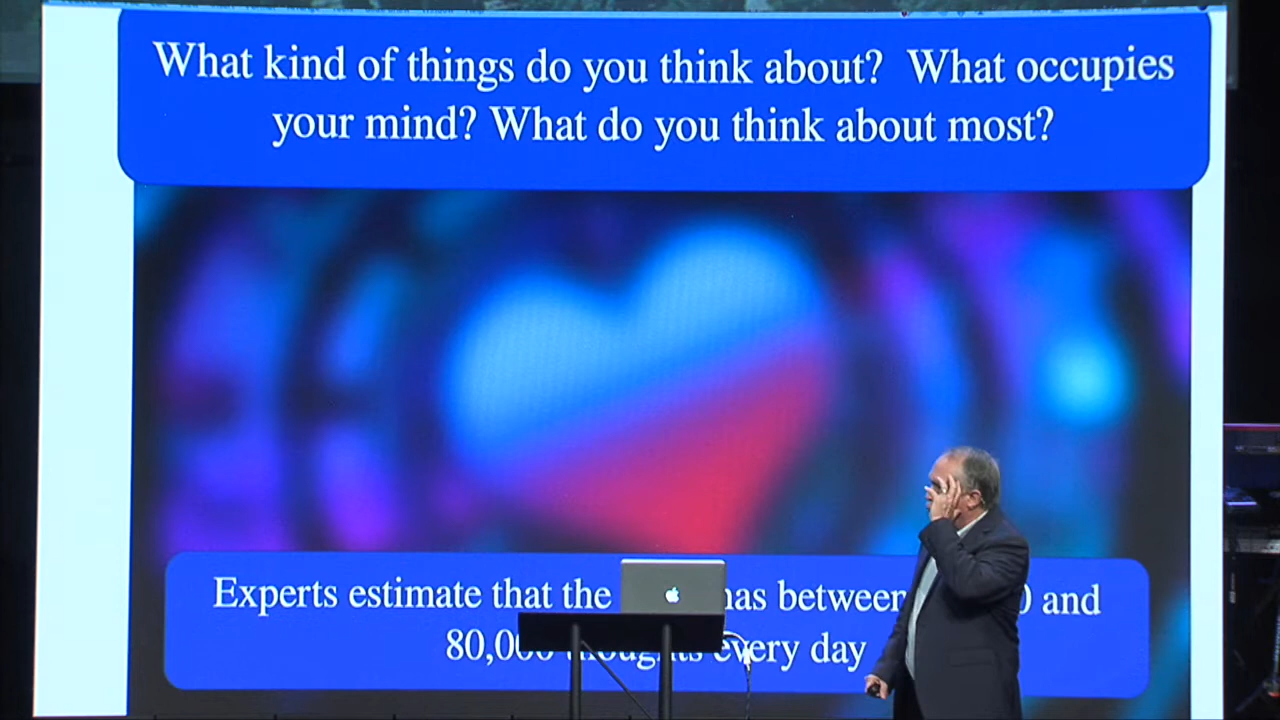 What kind of things do you think about? What occupies
your mind? What do you think about most?
Experts estimate that the has between and
80,000 thoughts every day